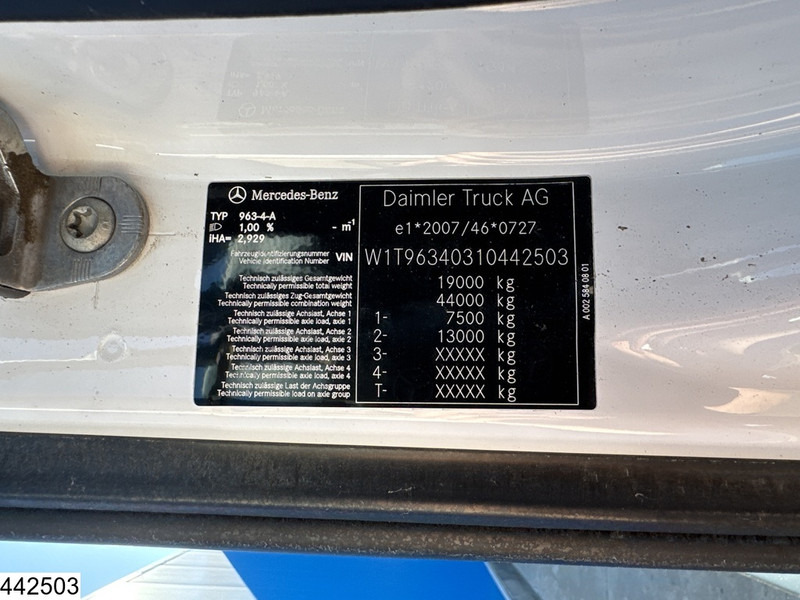 Mercedes-Benz
TYP 963-4-A
1,00 % - m¹
iHA= 2,929
Fahrzeugidentifizierungsnummer
Vehicle Identification Number VIN
Technisch zulässiges Gesamtgewicht
Technically permissible total weight
Technisch zulässiges Zug-Gesamtgewicht
Technically permissible combination weight
Technisch zulässige Achslast, Achse 1
Technically permissible axle load, axle 1
Technisch zulässige Achslast, Achse 2
Technically permissible axle load, axle 2
Technisch zulässige Achslast, Achse 3
Technically permissible axle load, axle 3
Technisch zulässige Achslast, Achse 4
Technically permissible axle load, axle 4
Technisch zulässige Last der Achsgruppe
Technically permissible load on axle group
Daimler Truck AG
e1*2007/46*0727
W1T96340310442503
19000 kg
44000 kg
1- 7500 kg
2- 13000 kg
3- XXXXX kg
4- XXXXX kg
T- XXXXX kg
A 002 584 08 01
442503